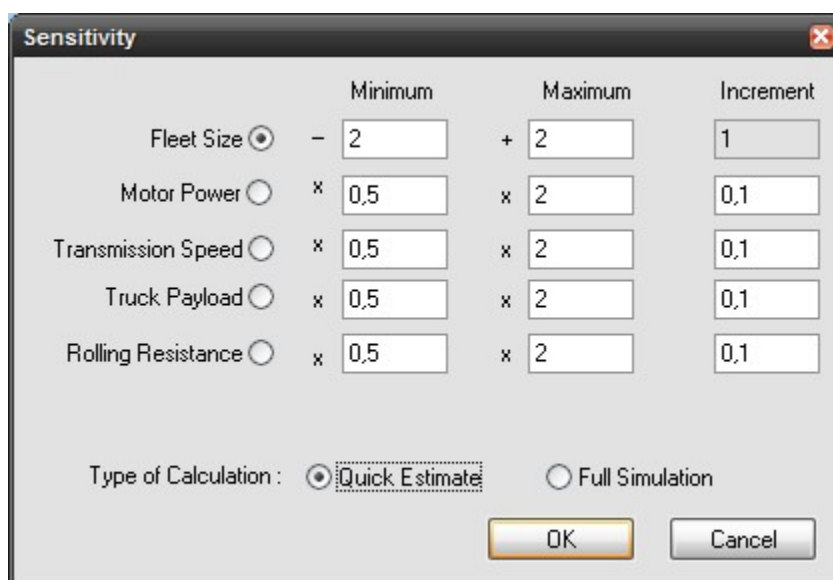 Sensitivity
Minimum Maximum Increment
Fleet Size – 2 + 2 1
Motor Power x 0,5 x 2 0,1
Transmission Speed x 0,5 x 2 0,1
Truck Payload x 0,5 x 2 0,1
Rolling Resistance x 0,5 x 2 0,1
Type of Calculation : Quick Estimate Full Simulation
OK Cancel